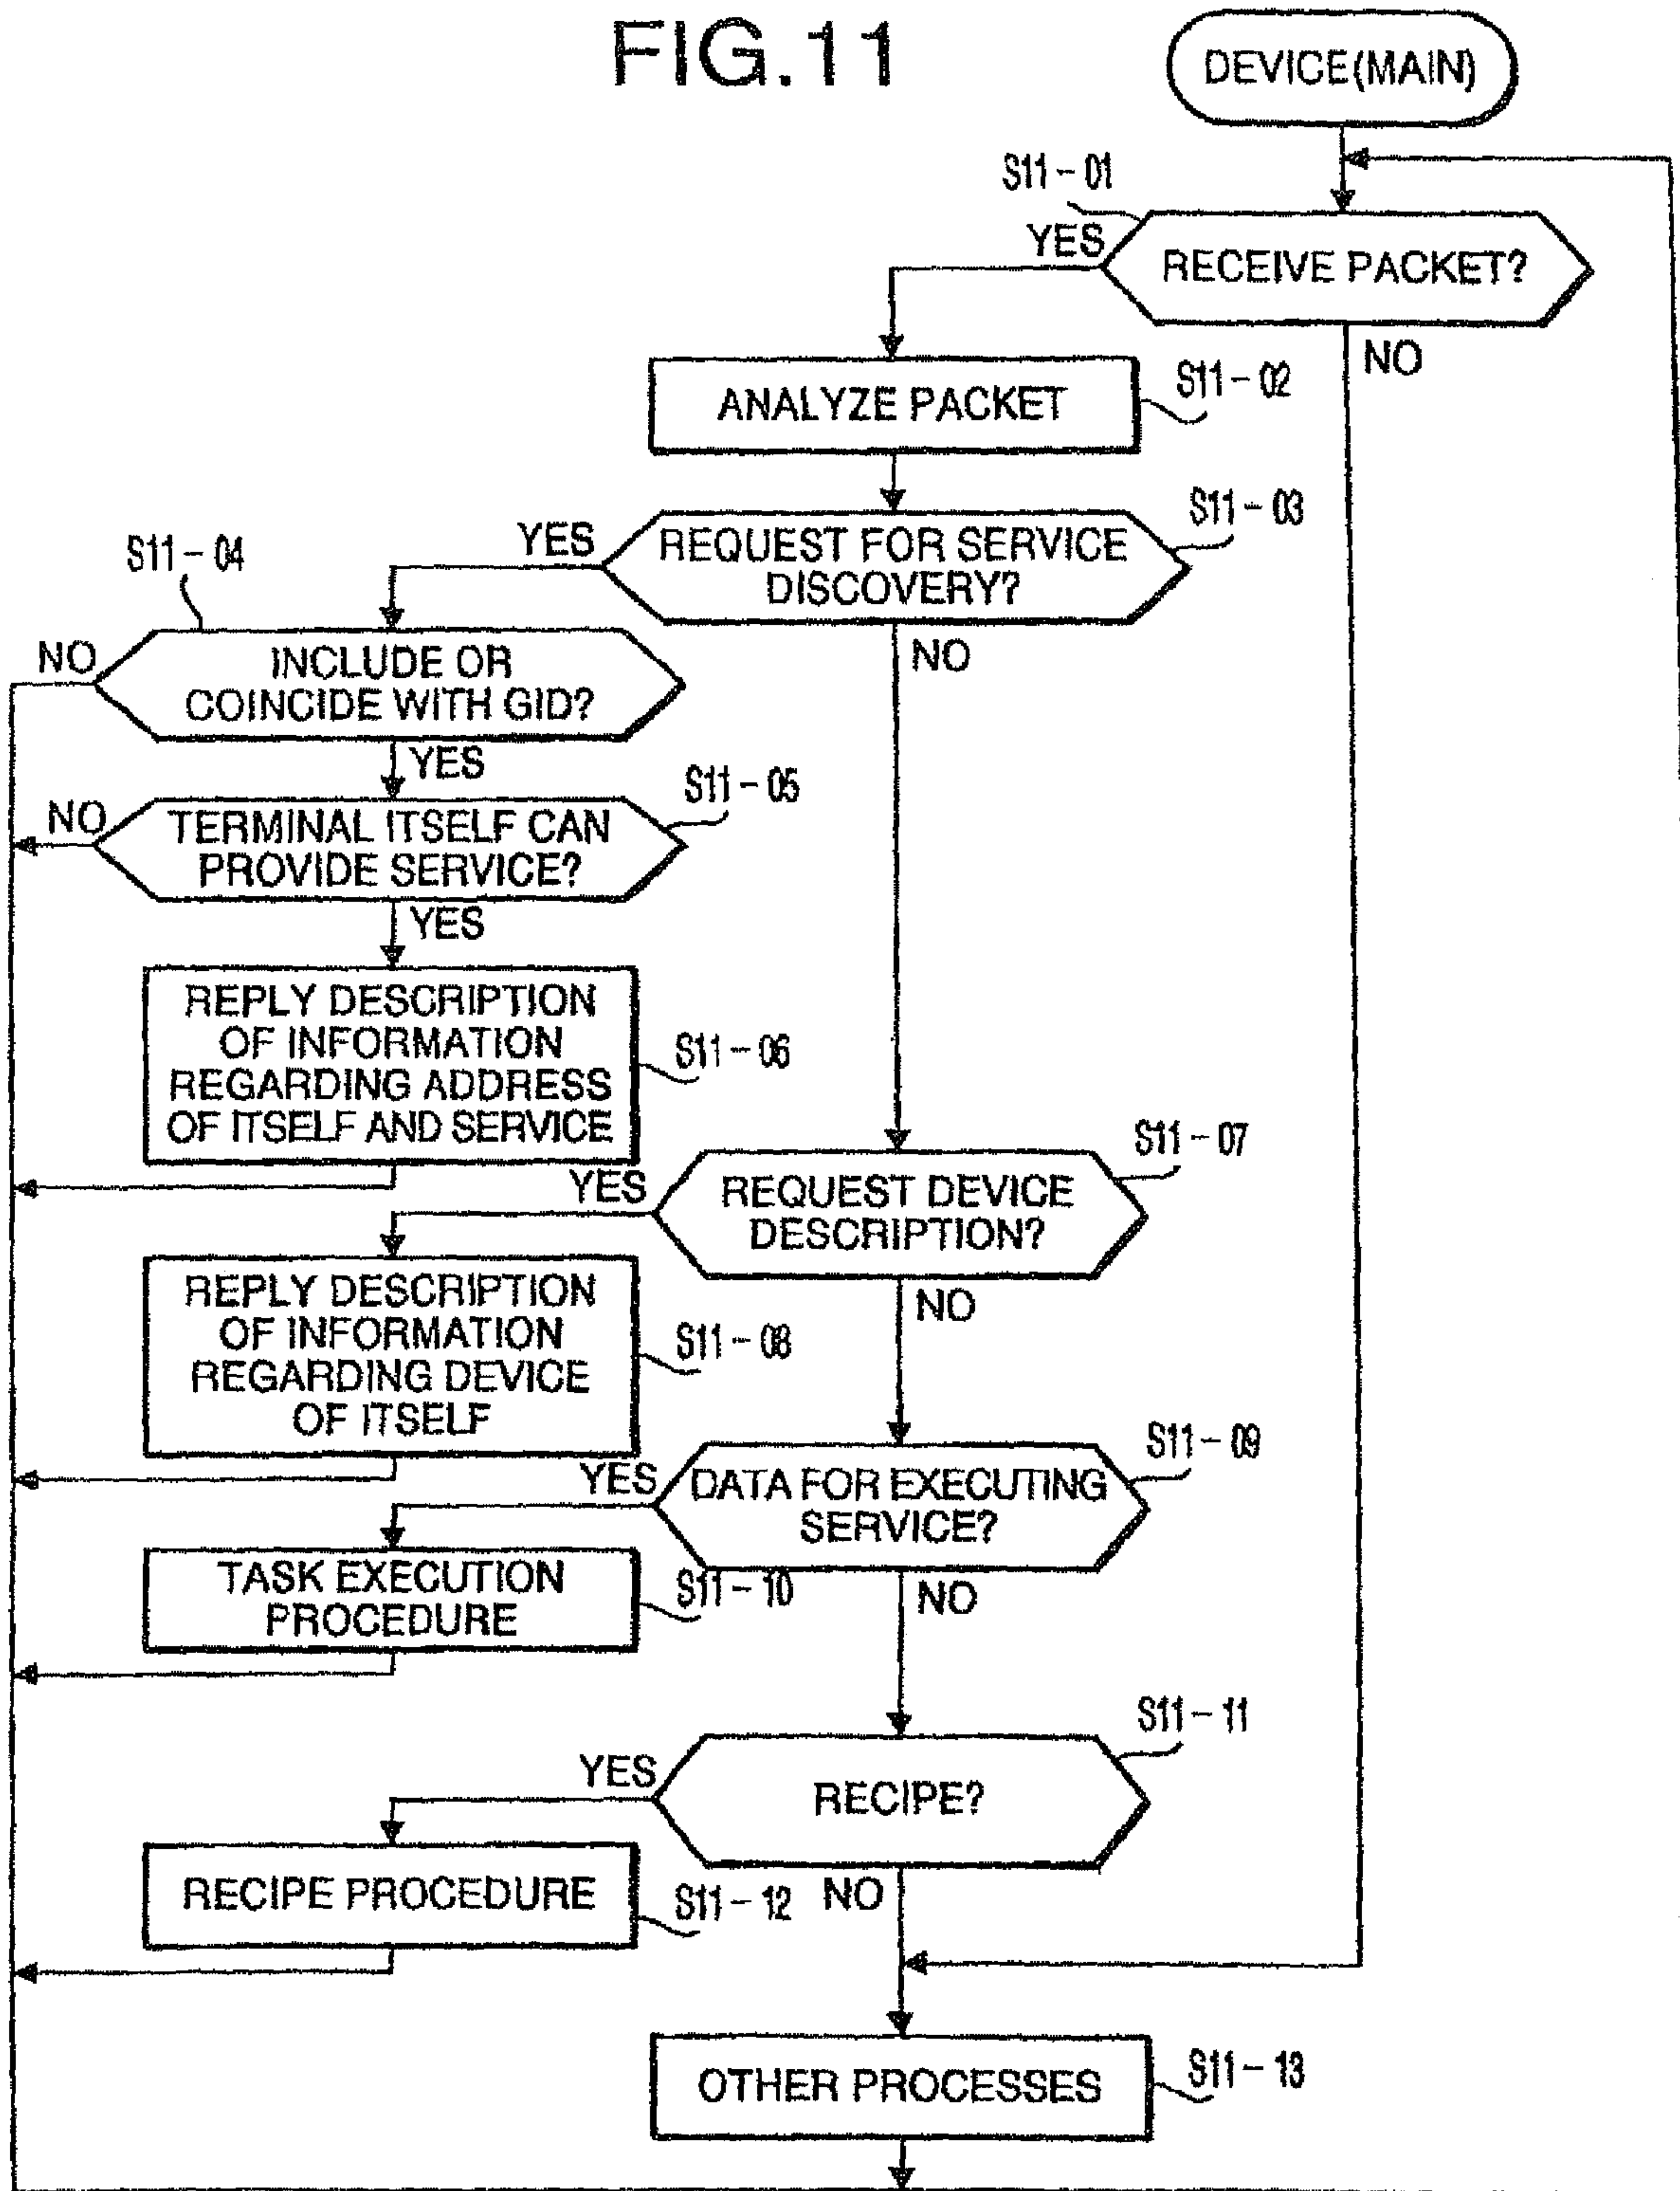 FIG.11
DEVICE(MAIN)
S11-01
YES
RECEIVE PACKET?
NO
ANALYZE PACKET
S11-02
S11-03
YES
REQUEST FOR SERVICE
DISCOVERY?
NO
S11-04
NO
INCLUDE OR
COINCIDE WITH GID?
YES
S11-05
NO
TERMINAL ITSELF CAN
PROVIDE SERVICE?
YES
REPLY DESCRIPTION
OF INFORMATION
REGARDING ADDRESS
OF ITSELF AND SERVICE
S11-06
S11-07
YES
REQUEST DEVICE
DESCRIPTION?
NO
REPLY DESCRIPTION
OF INFORMATION
REGARDING DEVICE
OF ITSELF
S11-08
S11-09
YES
DATA FOR EXECUTING
SERVICE?
NO
TASK EXECUTION
PROCEDURE
S11-10
S11-11
YES
RECIPE?
NO
RECIPE PROCEDURE
S11-12
OTHER PROCESSES
S11-13